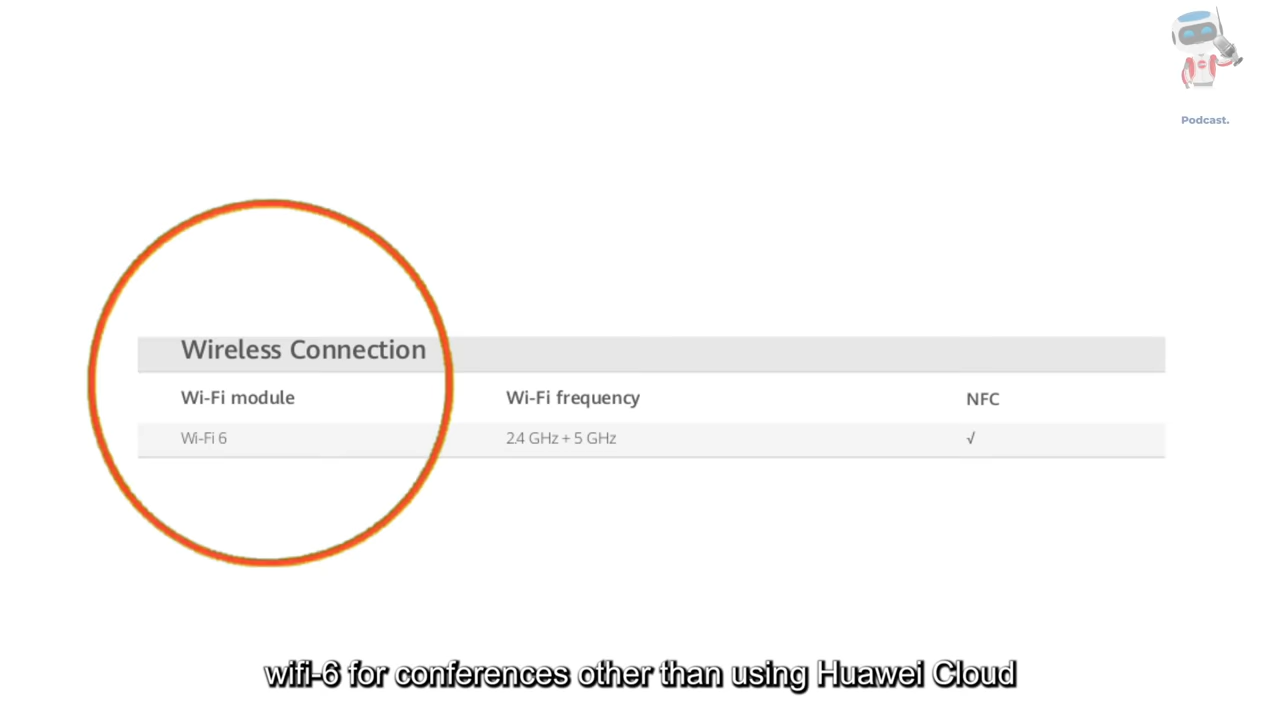 Podcast.
Wireless Connection
Wi-Fi module Wi-Fi frequency NFC
Wi-Fi 6 2.4 GHz + 5 GHz √
wifi-6 for conferences other than using Huawei Cloud